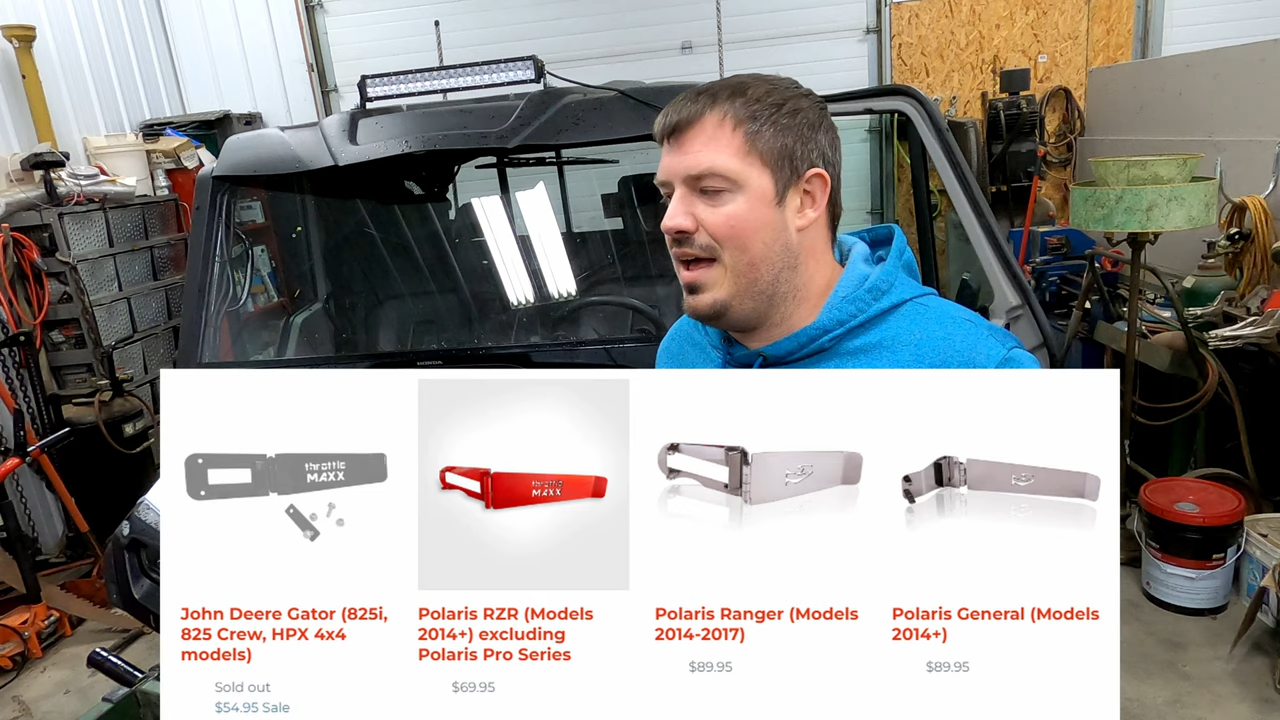 HONDA
throttle
MAXX
throttle
MAXX
John Deere Gator (825i,
825 Crew, HPX 4x4
models)
Sold out
$54.95 Sale
Polaris RZR (Models
2014+) excluding
Polaris Pro Series
$69.95
Polaris Ranger (Models
2014-2017)
$89.95
Polaris General (Models
2014+)
$89.95